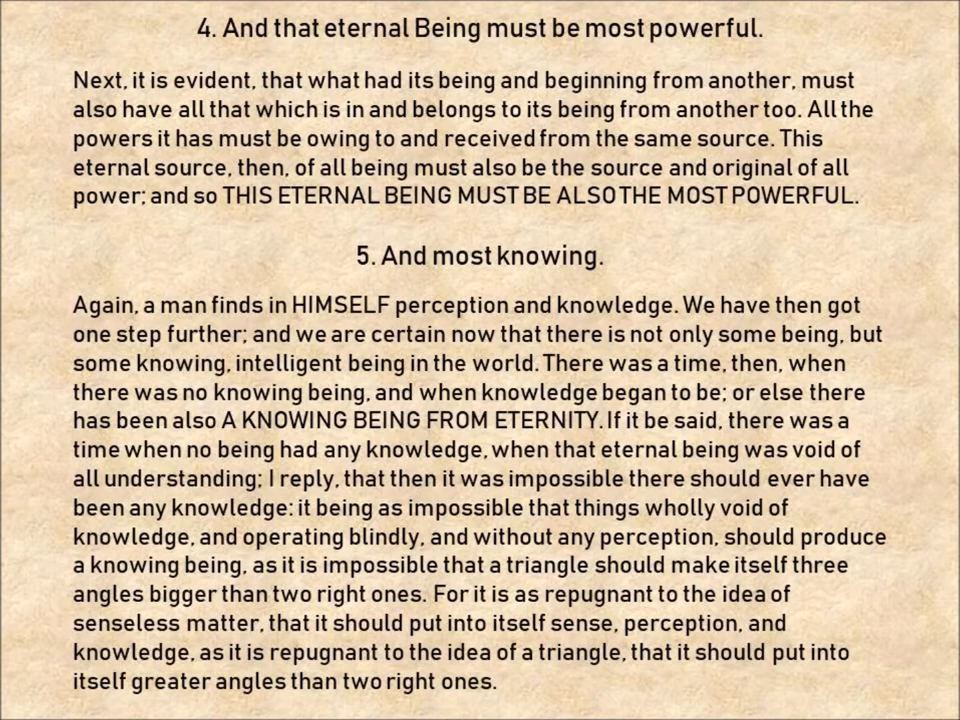 4. And that eternal Being must be most powerful.
Next, it is evident, that what had its being and beginning from another, must
also have all that which is in and belongs to its being from another too. All the
powers it has must be owing to and received from the same source. This
eternal source, then, of all being must also be the source and original of all
power; and so THIS ETERNAL BEING MUST BE ALSO THE MOST POWERFUL.
5. And most knowing.
Again, a man finds in HIMSELF perception and knowledge. We have then got
one step further; and we are certain now that there is not only some being, but
some knowing, intelligent being in the world. There was a time, then, when
there was no knowing being, and when knowledge began to be; or else there
has been also A KNOWING BEING FROM ETERNITY. If it be said, there was a
time when no being had any knowledge, when that eternal being was void of
all understanding; I reply, that then it was impossible there should ever have
been any knowledge: it being as impossible that things wholly void of
knowledge, and operating blindly, and without any perception, should produce
a knowing being, as it is impossible that a triangle should make itself three
angles bigger than two right ones. For it is as repugnant to the idea of
senseless matter, that it should put into itself sense, perception, and
knowledge, as it is repugnant to the idea of a triangle, that it should put into
itself greater angles than two right ones.